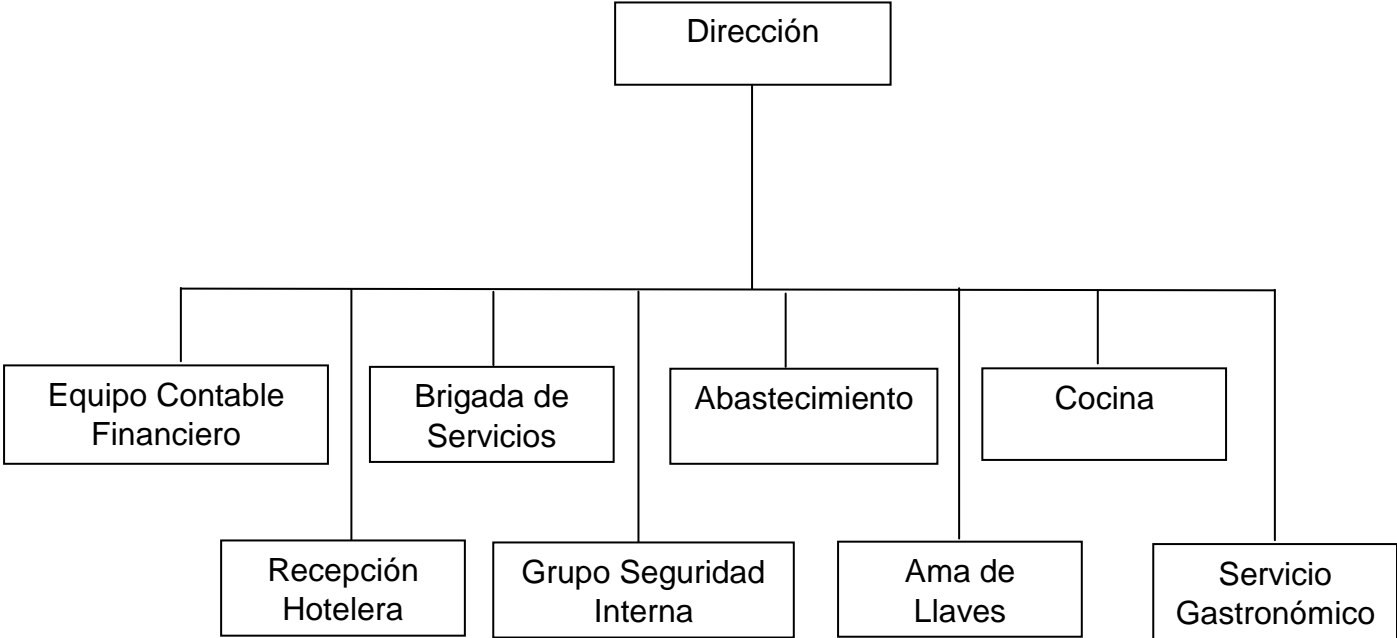 Dirección
Equipo Contable
Financiero
Brigada de
Servicios
Abastecimiento
Cocina
Recepción
Hotelera
Grupo Seguridad
Interna
Ama de
Llaves
Servicio
Gastronómico